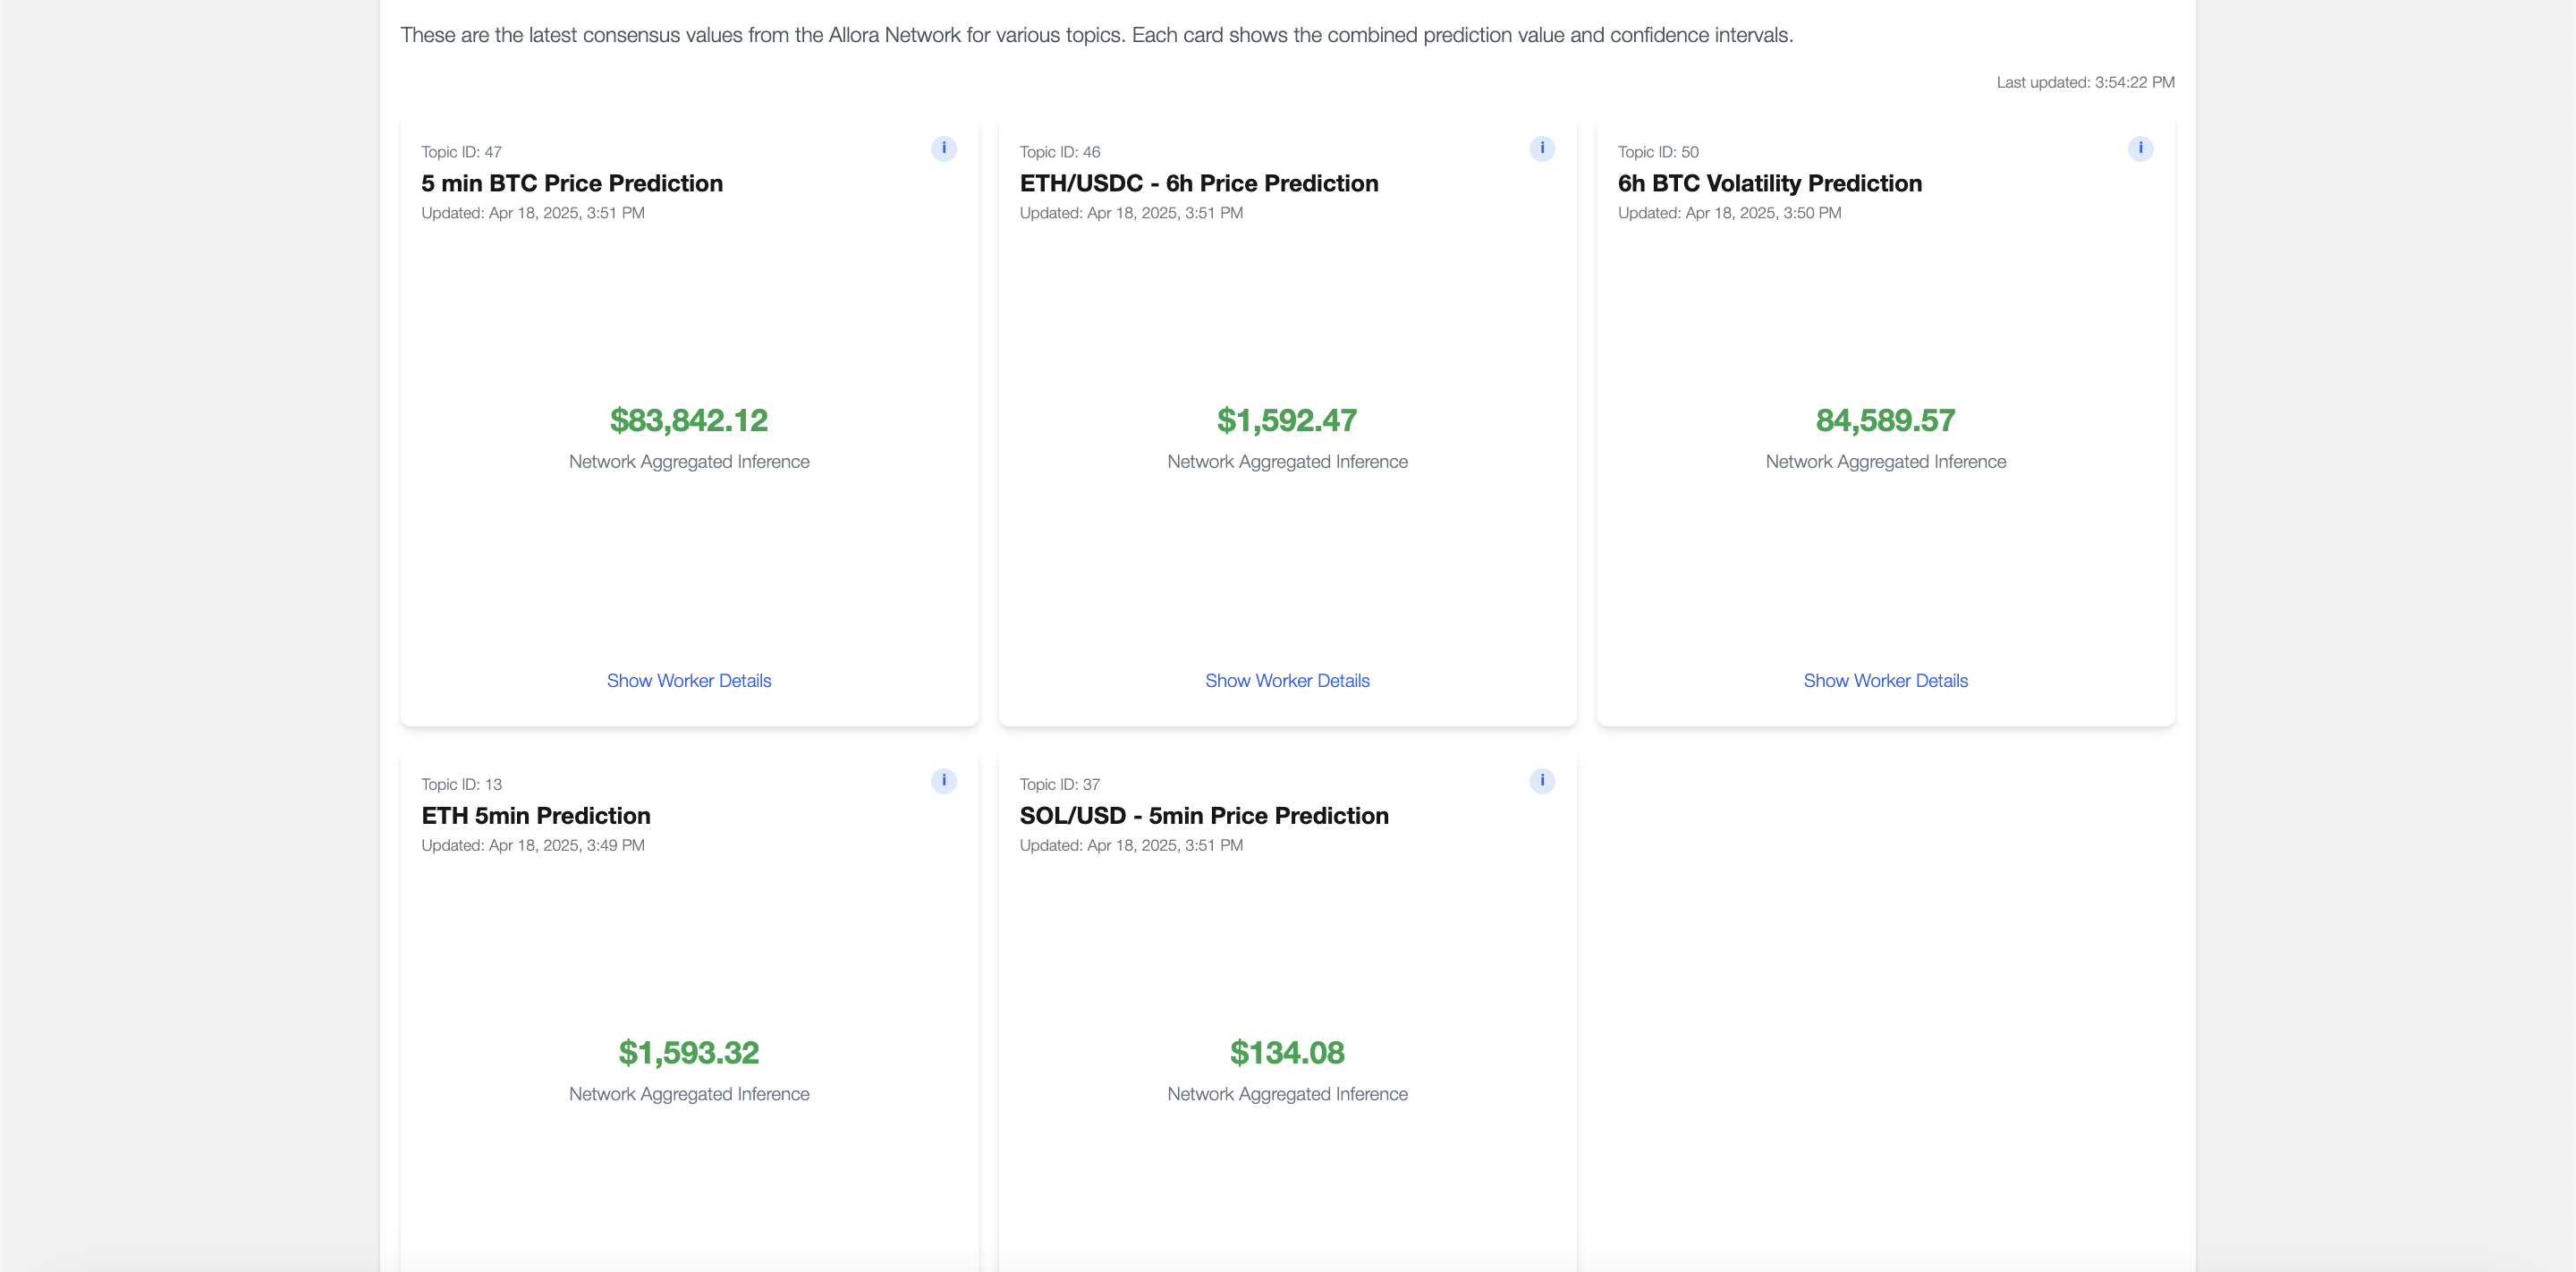 These are the latest consensus values from the Allora Network for various topics. Each card shows the combined prediction value and confidence intervals.
Last updated: 3:54:22 PM
Topic ID: 47
i
5 min BTC Price Prediction
Updated: Apr 18, 2025, 3:51 PM
$83,842.12
Network Aggregated Inference
Show Worker Details
Topic ID: 46
i
ETH/USDC - 6h Price Prediction
Updated: Apr 18, 2025, 3:51 PM
$1,592.47
Network Aggregated Inference
Show Worker Details
Topic ID: 50
i
6h BTC Volatility Prediction
Updated: Apr 18, 2025, 3:50 PM
84,589.57
Network Aggregated Inference
Show Worker Details
Topic ID: 13
i
ETH 5min Prediction
Updated: Apr 18, 2025, 3:49 PM
$1,593.32
Network Aggregated Inference
Topic ID: 37
i
SOL/USD - 5min Price Prediction
Updated: Apr 18, 2025, 3:51 PM
$134.08
Network Aggregated Inference